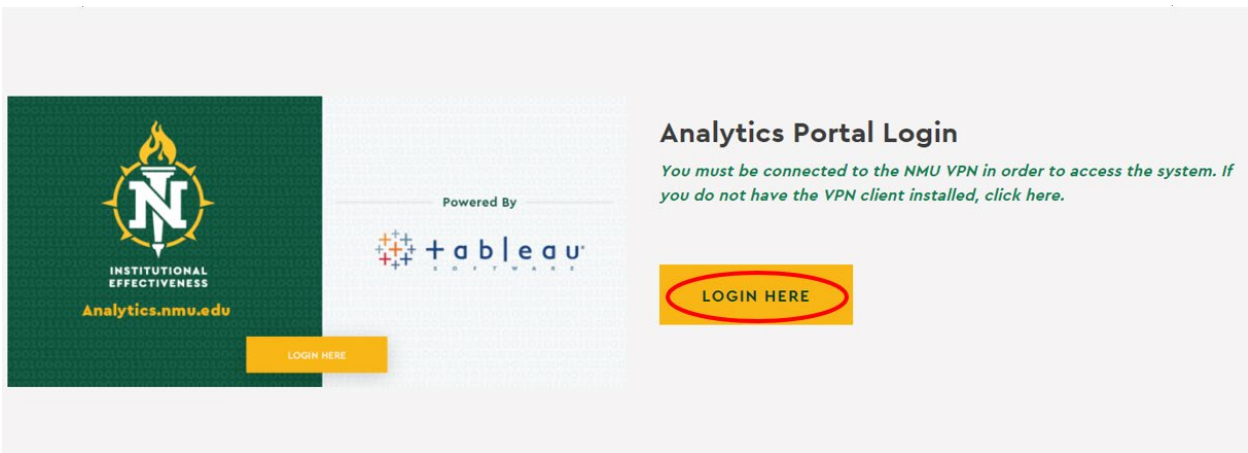 N
INSTITUTIONAL
EFFECTIVENESS
Analytics.nmu.edu
Powered By
+ableau
SOFTWARE
LOGIN HERE
Analytics Portal Login
You must be connected to the NMU VPN in order to access the system. If
you do not have the VPN client installed, click here.
LOGIN HERE